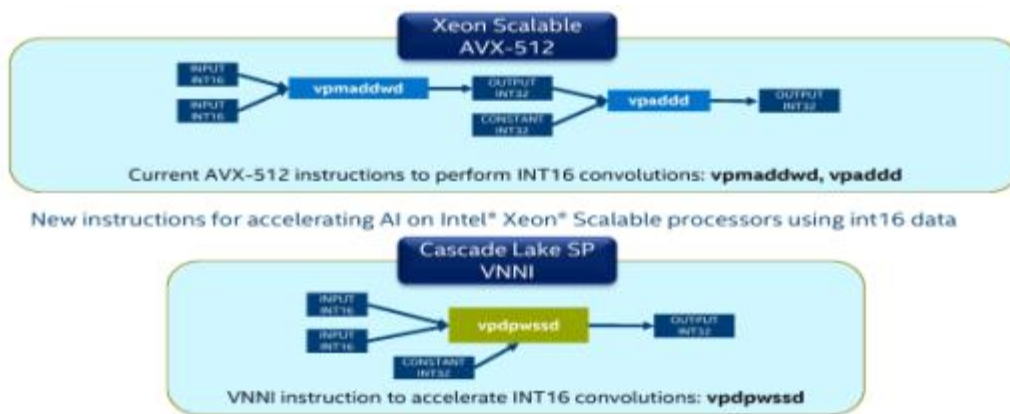 Xeon Scalable
AVX-512
INPUT
INT16
INPUT
INT16
vpmaddwd
OUTPUT
INT32
CONSTANT
INT32
vpaddd
OUTPUT
INT32
Current AVX-512 instructions to perform INT16 convolutions: vpmaddwd, vpaddd
New instructions for accelerating AI on Intel® Xeon® Scalable processors using int16 data
Cascade Lake SP
VNNI
INPUT
INT16
INPUT
INT16
CONSTANT
INT32
vpdpwssd
OUTPUT
INT32
VNNI instruction to accelerate INT16 convolutions: vpdpwssd